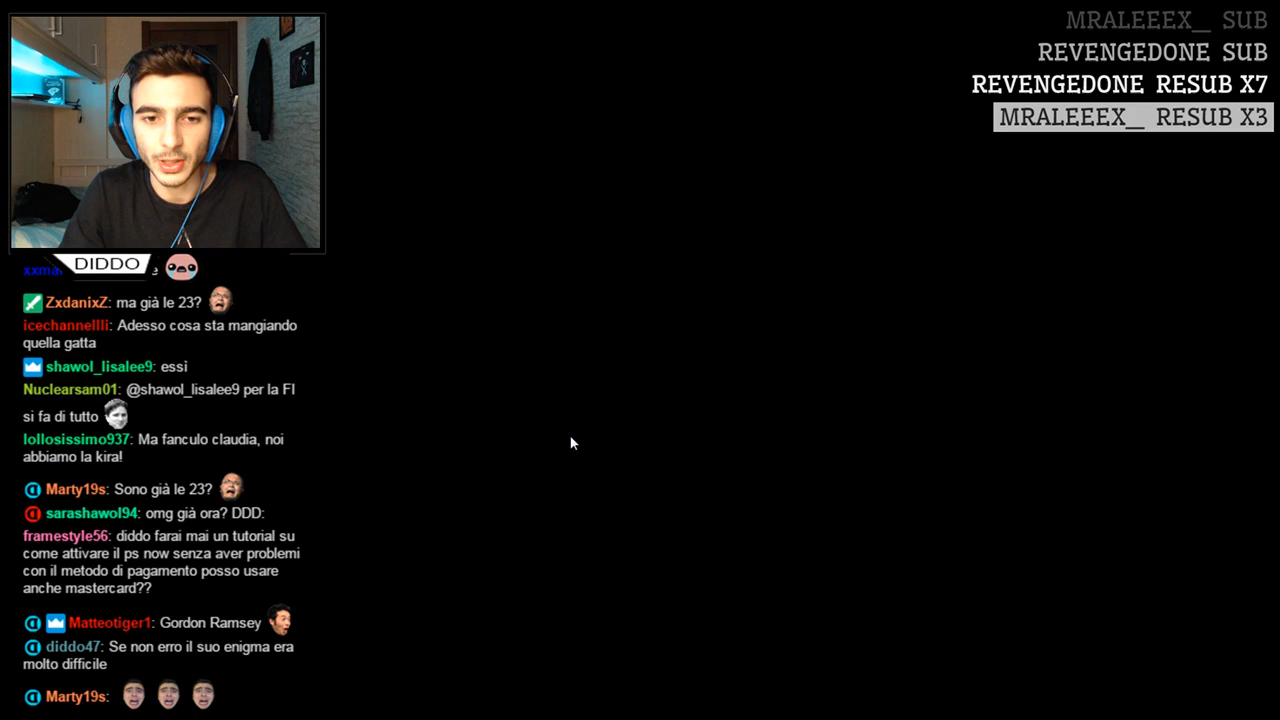 MRALEEEX_ SUB
REVENGEDONE SUB
REVENGEDONE RESUB X7
MRALEEEX_ RESUB X3
DIDDO
ZxdanixZ: ma già le 23?
icechannellli: Adesso cosa sta mangiando
quella gatta
shawol_lisalee9: essì
Nuclearsam01: @shawol_lisalee9 per la FI
si fa di tutto
lollosissimo937: Ma fanculo claudia, noi
abbiamo la kira!
Marty19s: Sono già le 23?
sarashawol94: omg già ora? DDD:
framestyle56: diddo farai mai un tutorial su
come attivare il ps now senza aver problemi
con il metodo di pagamento posso usare
anche mastercard??
Matteotiger1: Gordon Ramsey
diddo47: Se non erro il suo enigma era
molto difficile
Marty19s: